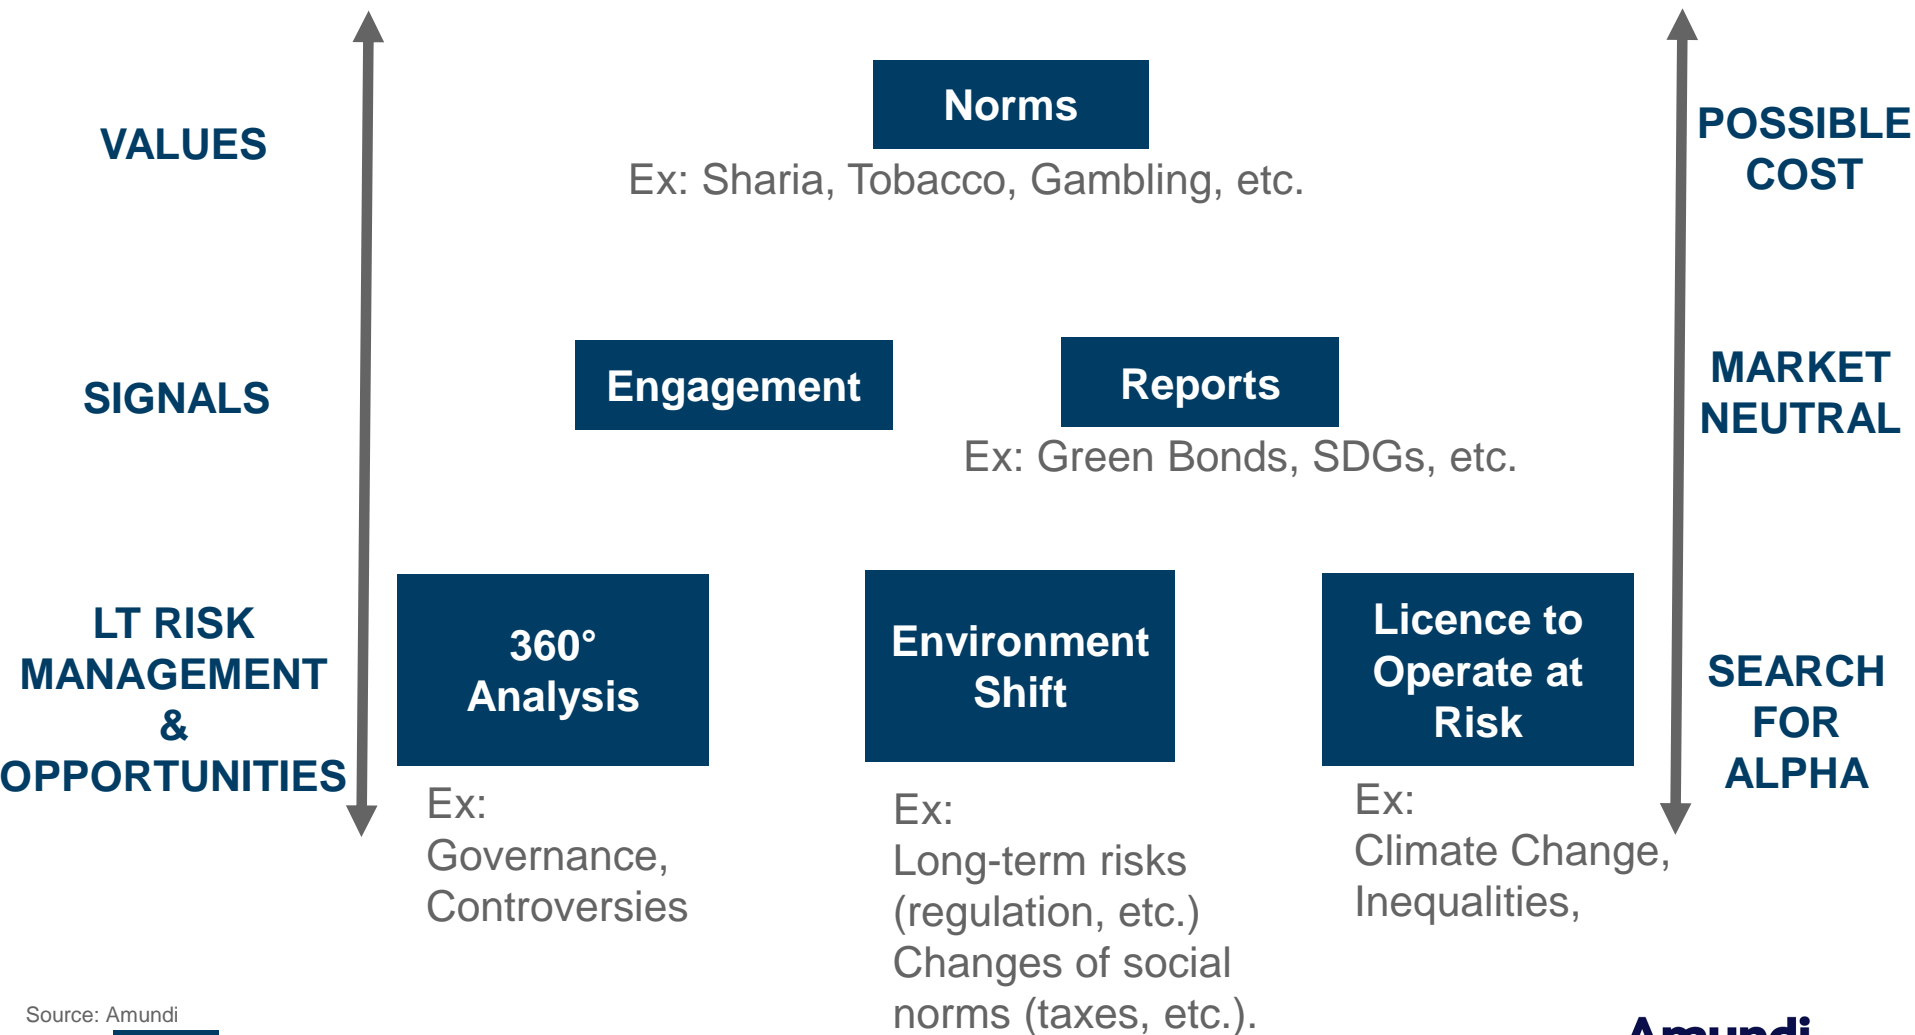 Norms
VALUES
POSSIBLE
COST
Ex: Sharia, Tobacco, Gambling, etc.
SIGNALS
Engagement
Reports
MARKET
NEUTRAL
Ex: Green Bonds, SDGs, etc.
LT RISK
MANAGEMENT
&
OPPORTUNITIES
360°
Analysis
Ex:
Governance,
Controversies
Environment
Shift
Ex:
Long-term risks
(regulation, etc.)
Changes of social
norms (taxes, etc.).
Licence to
Operate at
Risk
Ex:
Climate Change,
Inequalities,
SEARCH
FOR
ALPHA
Source: Amundi
Amundi